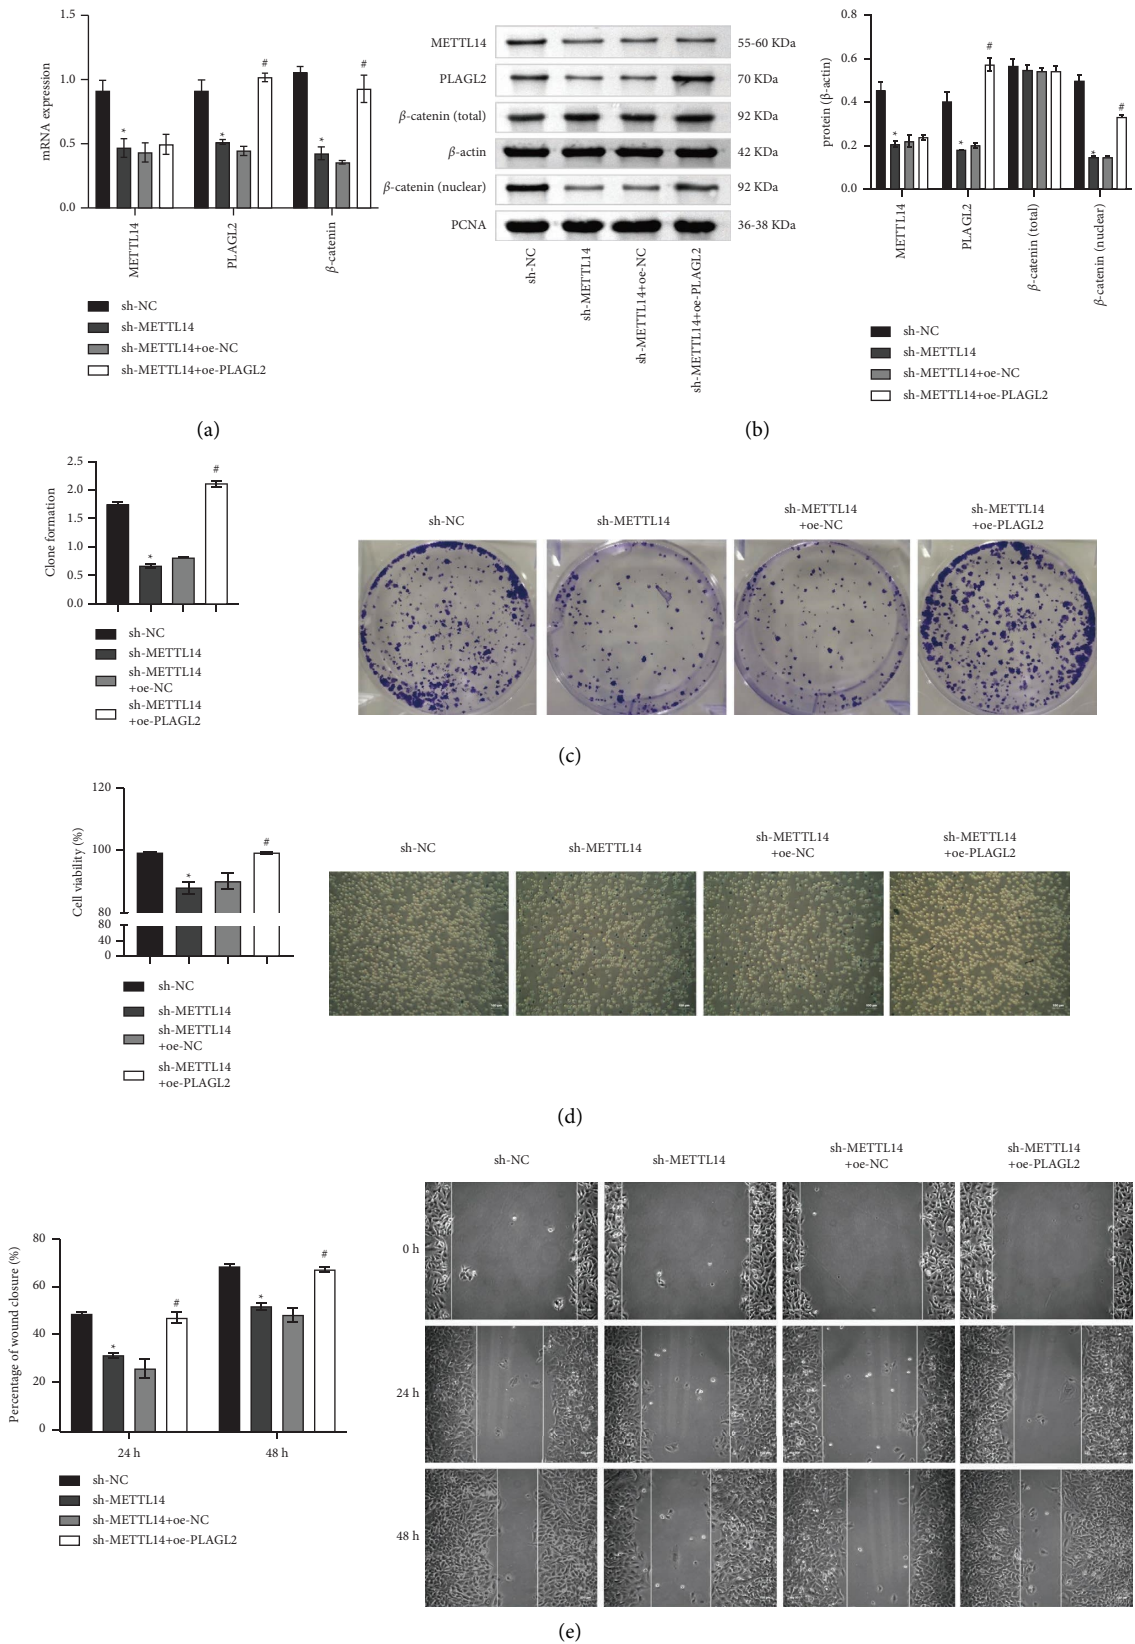 1.5
1.0
0.5
0.0
mRNA expression
*
*
#
*
#
METTL14
PLAGL2
β-catenin
sh-NC
sh-METTL14
sh-METTL14+oe-NC
sh-METTL14+oe-PLAGL2
(a)
METTL14
55-60 KDa
PLAGL2
70 KDa
β-catenin (total)
92 KDa
β-actin
42 KDa
β-catenin (nuclear)
92 KDa
PCNA
36-38 KDa
sh-NC
sh-METTL14
sh-METTL14+oe-NC
sh-METTL14+oe-PLAGL2
0.8
0.6
0.4
0.2
0.0
protein (β-actin)
*
*
#
*
#
METTL14
PLAGL2
β-catenin (total)
β-catenin (nuclear)
sh-NC
sh-METTL14
sh-METTL14+oe-NC
sh-METTL14+oe-PLAGL2
(b)
2.5
2.0
1.5
1.0
0.5
0.0
Clone formation
*
#
sh-NC
sh-METTL14
sh-METTL14
+oe-NC
sh-METTL14
+oe-PLAGL2
sh-NC
sh-METTL14
sh-METTL14
+oe-NC
sh-METTL14
+oe-PLAGL2
(c)
120
100
80
80
40
0
Cell viability (%)
*
#
sh-NC
sh-METTL14
sh-METTL14
+oe-NC
sh-METTL14
+oe-PLAGL2
sh-NC
sh-METTL14
sh-METTL14
+oe-NC
sh-METTL14
+oe-PLAGL2
(d)
80
60
40
20
0
Percentage of wound closure (%)
*
#
*
#
24 h
48 h
sh-NC
sh-METTL14
sh-METTL14+oe-NC
sh-METTL14+oe-PLAGL2
sh-NC
sh-METTL14
sh-METTL14
+oe-NC
sh-METTL14
+oe-PLAGL2
0 h
24 h
48 h
(e)